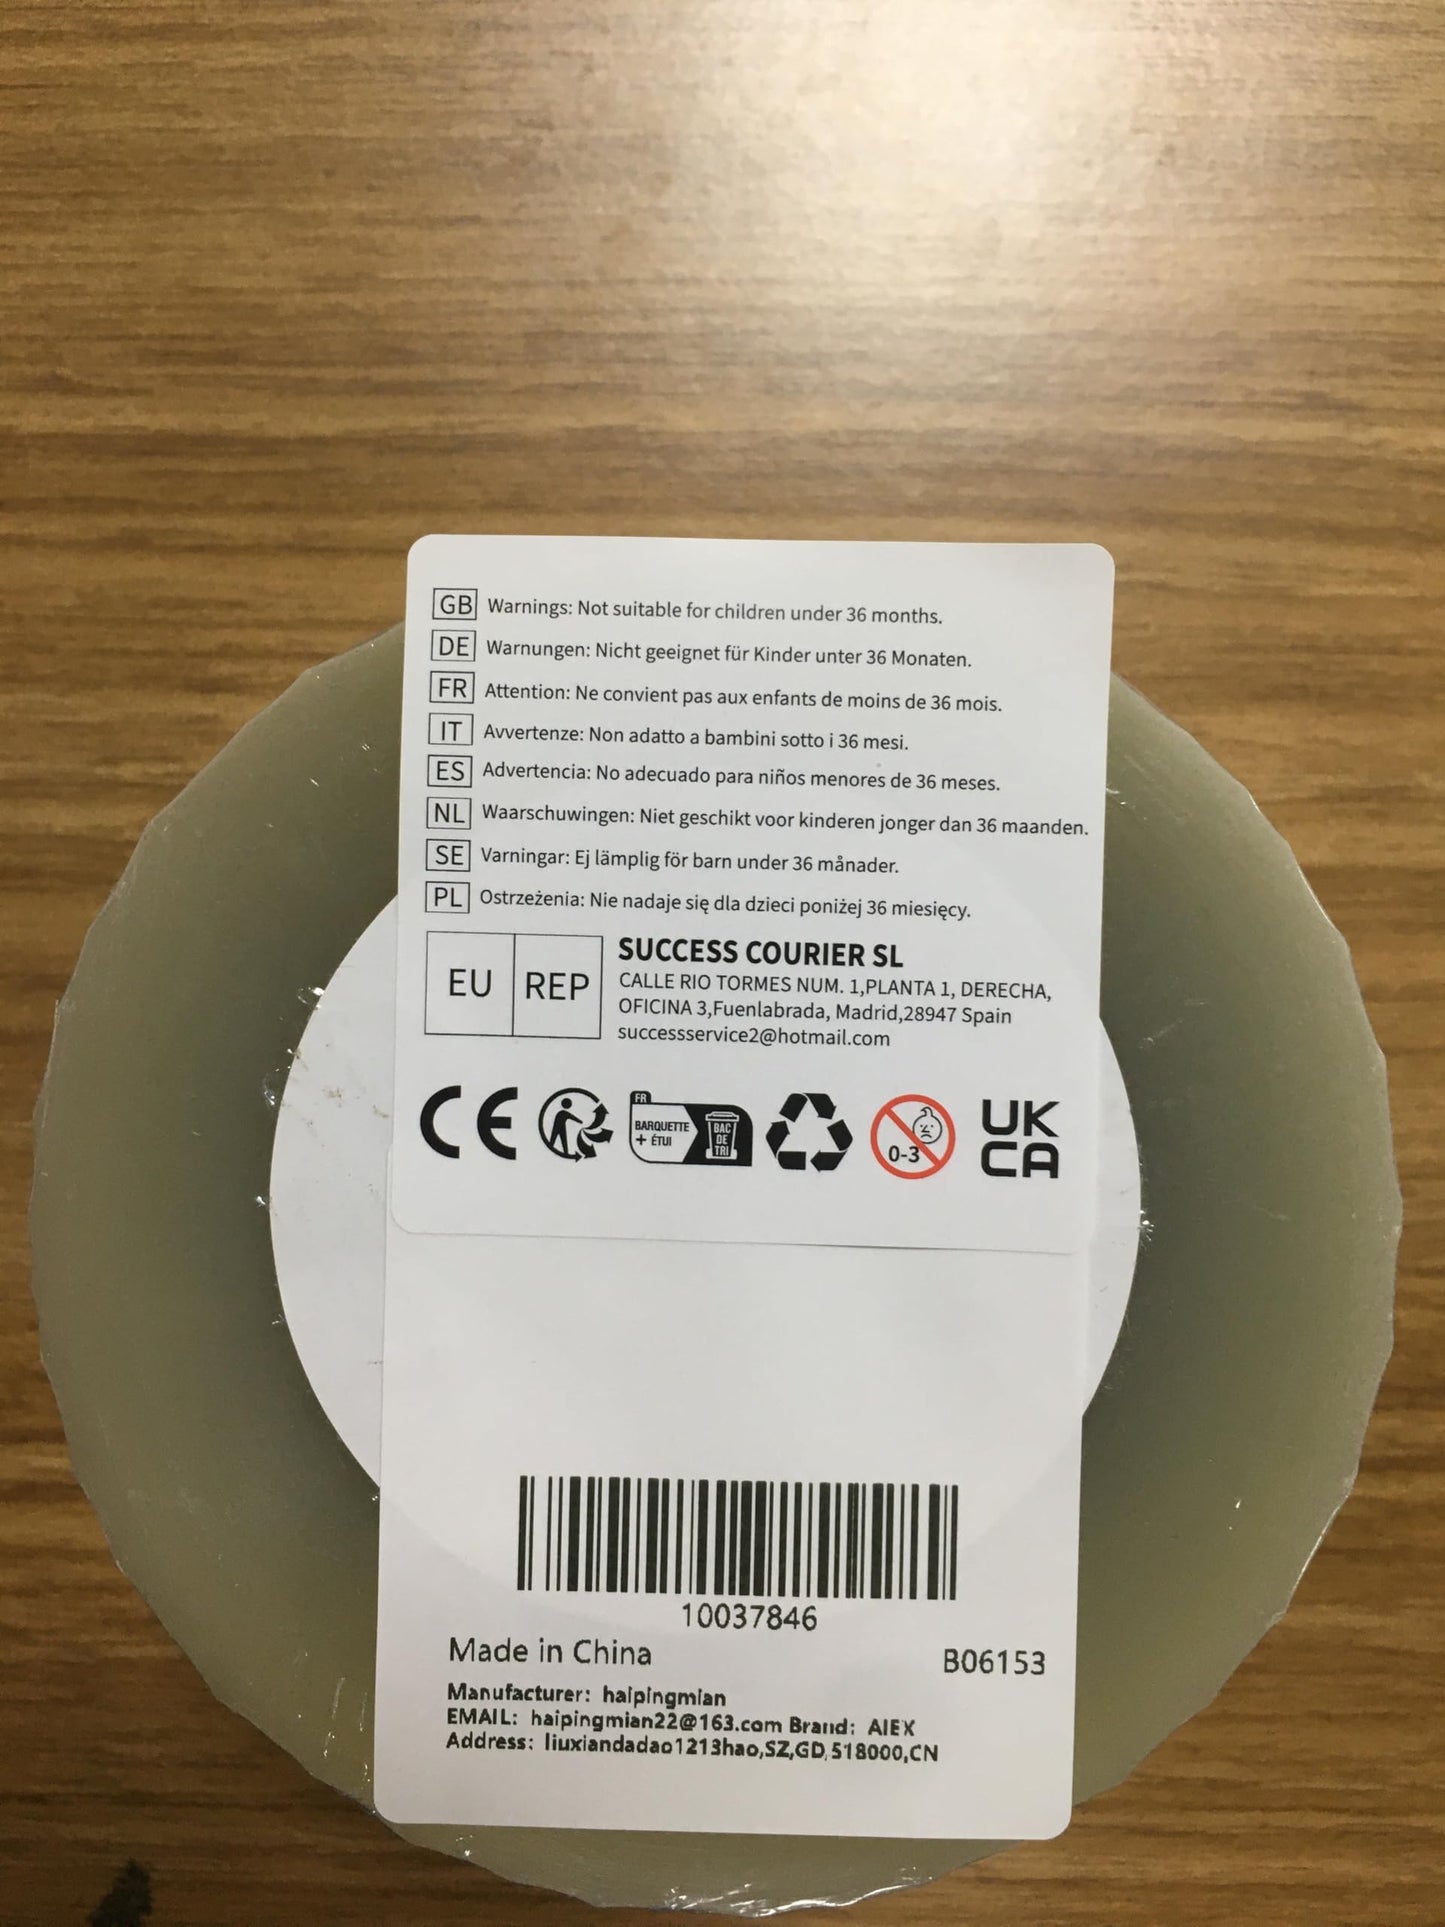 GB Warnings: Not suitable for children under 36 months.
DE Warnungen: Nicht geeignet für Kinder unter 36 Monaten.
FR Attention: Ne convient pas aux enfants de moins de 36 mois.
IT Avvertenze: Non adatto a bambini sotto i 36 mesi.
ES Advertencia: No adecuado para niños menores de 36 meses.
NL Waarschuwingen: Niet geschikt voor kinderen jonger dan 36 maanden.
SE Varningar: Ej lämplig för barn under 36 månader.
PL Ostrzeżenia: Nie nadaje się dla dzieci poniżej 36 miesięcy.
EU REP
SUCCESS COURIER SL
CALLE RIO TORMES NUM. 1,PLANTA 1, DERECHA,
OFICINA 3,Fuenlabrada, Madrid,28947 Spain
successservice2@hotmail.com
CE
FR
BARQUETTE
+ ÉTUI
BAC
DE
TRI
0-3
UK
CA
10037846
Made in China B06153
Manufacturer: haipingmian
EMAIL: haipingmian22@163.com Brand: AIEX
Address: liuxiandadao1213hao,SZ,GD,518000,CN